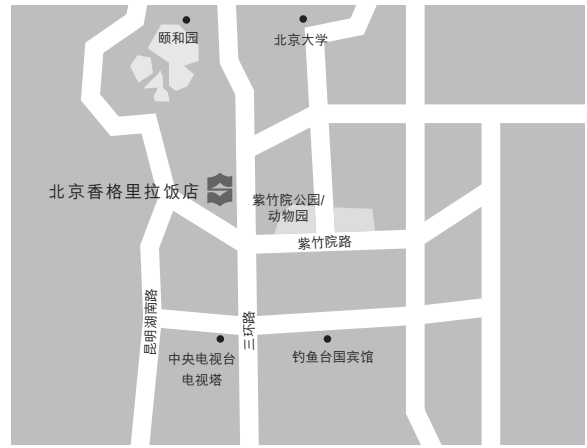 颐和园
北京大学
北京香格里拉饭店
紫竹院公园/
动物园
紫竹院路
昆明湖南路
三环路
中央电视台
电视塔
钓鱼台国宾馆